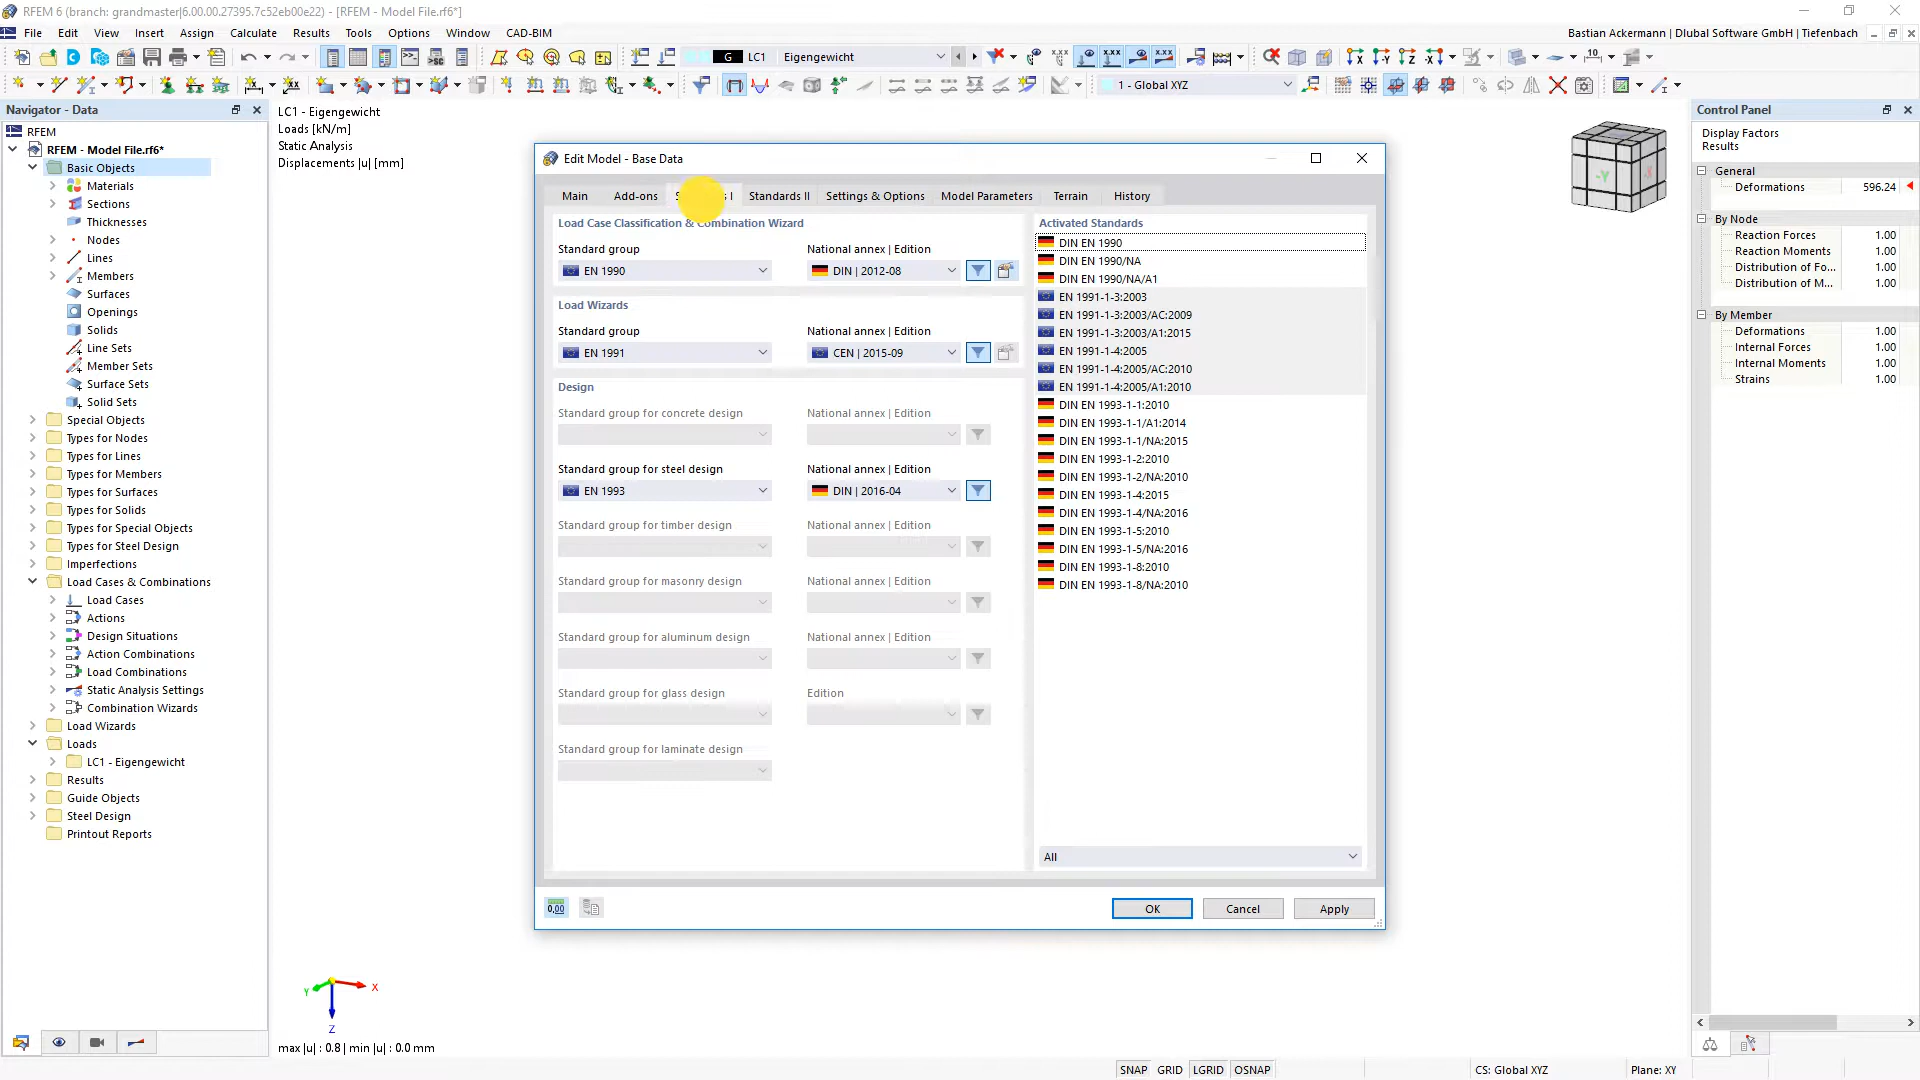 RFEM 6 (branch: grandmaster|6.00.00.27395.7c52eb00e22) - [RFEM - Model File.rf6*]
File Edit View Insert Assign Calculate Results Tools Options Window CAD-BIM
Bastian Ackermann | Dlubal Software GmbH | Tiefenbach
G LC1 Eigengewicht
1 - Global XYZ
Navigator - Data
RFEM
RFEM - Model File.rf6*
Basic Objects
Materials
Sections
Thicknesses
Nodes
Lines
Members
Surfaces
Openings
Solids
Line Sets
Member Sets
Surface Sets
Solid Sets
Special Objects
Types for Nodes
Types for Lines
Types for Members
Types for Surfaces
Types for Solids
Types for Special Objects
Types for Steel Design
Imperfections
Load Cases & Combinations
Load Cases
Actions
Design Situations
Action Combinations
Load Combinations
Static Analysis Settings
Combination Wizards
Load Wizards
Loads
LC1 - Eigengewicht
Results
Guide Objects
Steel Design
Printout Reports
LC1 - Eigengewicht
Loads [kN/m]
Static Analysis
Displacements |u| [mm]
Edit Model - Base Data
Main Add-ons Standards II Settings & Options Model Parameters Terrain History
Load Case Classification & Combination Wizard
Standard group National annex | Edition
EN 1990 DIN | 2012-08
Load Wizards
Standard group National annex | Edition
EN 1991 CEN | 2015-09
Design
Standard group for concrete design National annex | Edition
Standard group for steel design National annex | Edition
EN 1993 DIN | 2016-04
Standard group for timber design National annex | Edition
Standard group for masonry design National annex | Edition
Standard group for aluminum design National annex | Edition
Standard group for glass design Edition
Standard group for laminate design
Activated Standards
DIN EN 1990
DIN EN 1990/NA
DIN EN 1990/NA/A1
EN 1991-1-3:2003
EN 1991-1-3:2003/AC:2009
EN 1991-1-3:2003/A1:2015
EN 1991-1-4:2005
EN 1991-1-4:2005/AC:2010
EN 1991-1-4:2005/A1:2010
DIN EN 1993-1-1:2010
DIN EN 1993-1-1/A1:2014
DIN EN 1993-1-1/NA:2015
DIN EN 1993-1-2:2010
DIN EN 1993-1-2/NA:2010
DIN EN 1993-1-4:2015
DIN EN 1993-1-4/NA:2016
DIN EN 1993-1-5:2010
DIN EN 1993-1-5/NA:2016
DIN EN 1993-1-8:2010
DIN EN 1993-1-8/NA:2010
All
OK Cancel Apply
Control Panel
Display Factors
Results
General
Deformations 596.24
By Node
Reaction Forces 1.00
Reaction Moments 1.00
Distribution of Fo... 1.00
Distribution of M... 1.00
By Member
Deformations 1.00
Internal Forces 1.00
Internal Moments 1.00
Strains 1.00
-Y
X
Y
Z
max |u| : 0.8 | min |u| : 0.0 mm
SNAP GRID LGRID OSNAP CS: Global XYZ Plane: XY